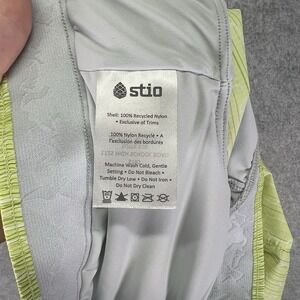 stio
Shell: 100% Recycled Nylon
• Exclusive of Trims
100% Nylon Recyclé • A
l'exclusion des bordures
Machine Wash Cold, Gentle
Setting • Do Not Bleach •
Tumble Dry Low • Do Not Iron •
Do Not Dry Clean